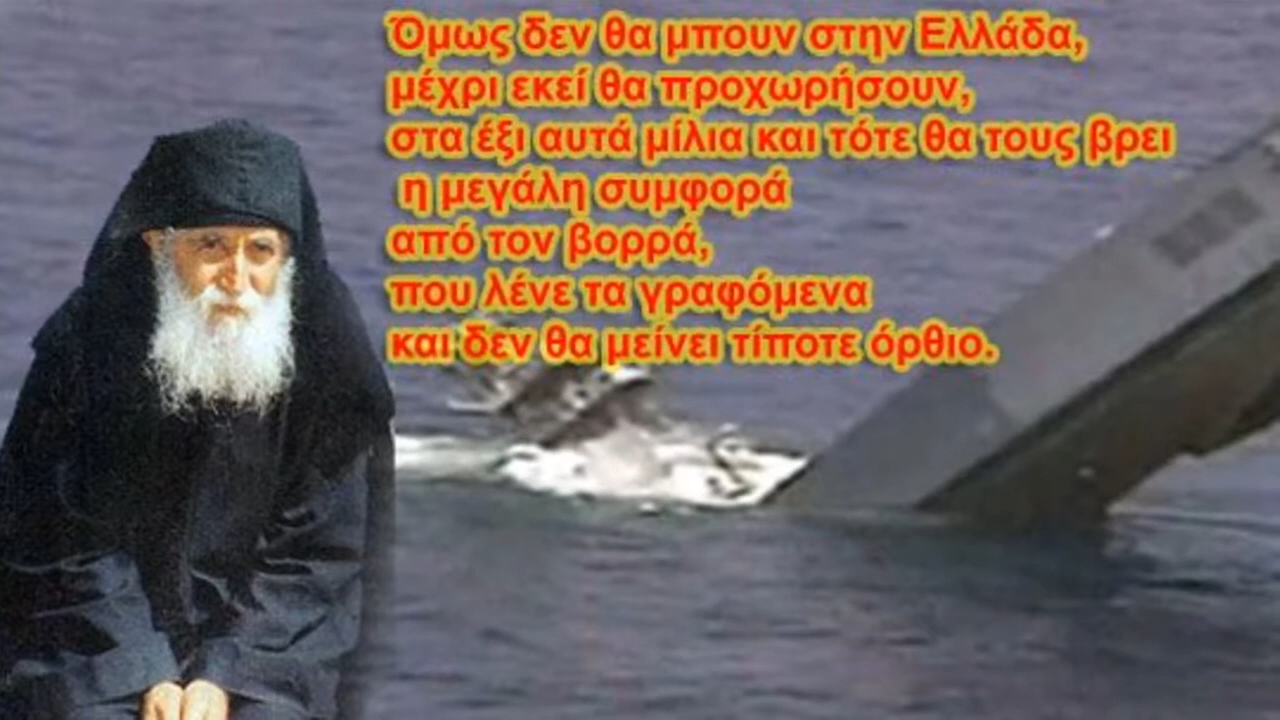 Όμως δεν θα μπουν στην Ελλάδα,
μέχρι εκεί θα προχωρήσουν,
στα έξι αυτά μίλια και τότε θα τους βρει
η μεγάλη συμφορά
από τον βορρά,
που λένε τα γραφόμενα
και δεν θα μείνει τίποτε όρθιο.